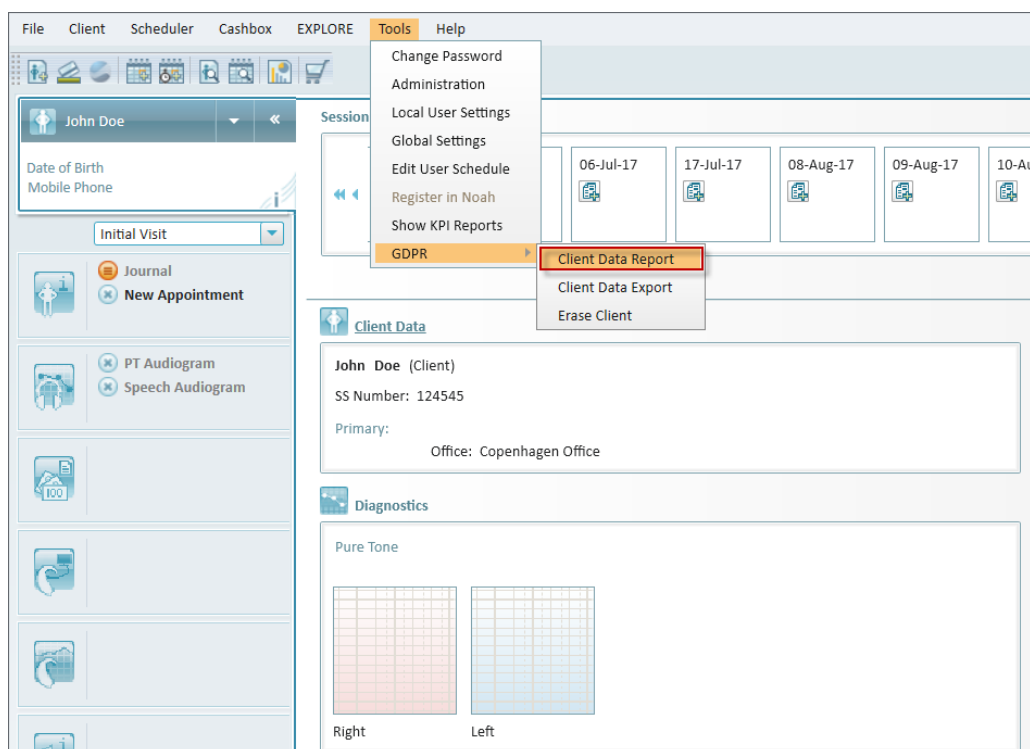 File Client Scheduler Cashbox EXPLORE Tools Help
Change Password
Administration
Local User Settings
Global Settings
Edit User Schedule
Register in Noah
Show KPI Reports
GDPR
Client Data Report
Client Data Export
Erase Client
John Doe
Date of Birth
Mobile Phone
Initial Visit
Journal
New Appointment
PT Audiogram
Speech Audiogram
100
Session
06-Jul-17 17-Jul-17 08-Aug-17 09-Aug-17
Client Data
John Doe (Client)
SS Number: 124545
Primary:
Office: Copenhagen Office
Diagnostics
Pure Tone
Right Left